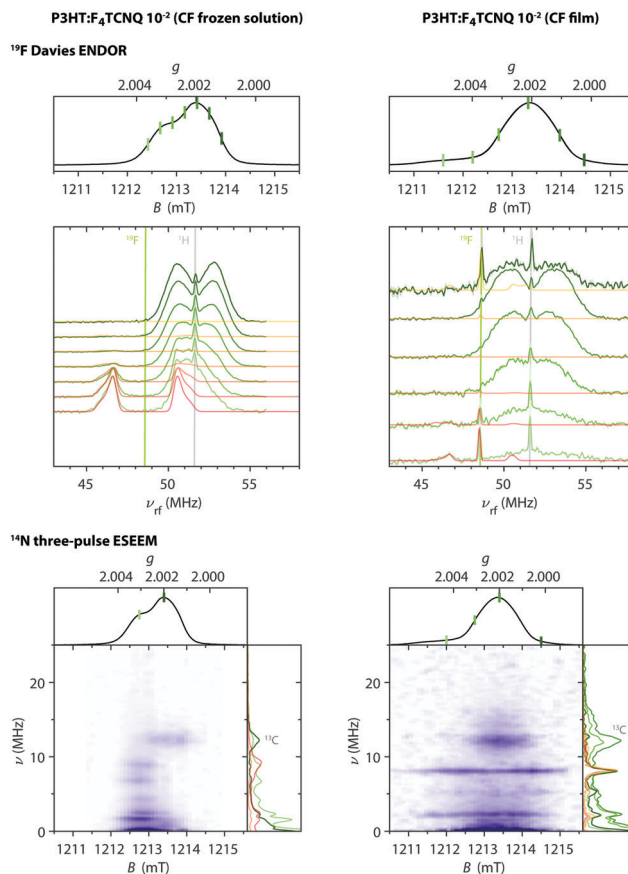 P3HT:F₄TCNQ 10⁻² (CF frozen solution)
P3HT:F₄TCNQ 10⁻² (CF film)
¹⁹F Davies ENDOR
g
2.004 2.002 2.000
1211 1212 1213 1214 1215
B (mT)
g
2.004 2.002 2.000
1211 1212 1213 1214 1215
B (mT)
¹⁹F ¹H
45 50 55
ν_rf (MHz)
¹⁹F ¹H
45 50 55
ν_rf (MHz)
¹⁴N three-pulse ESEEM
g
2.004 2.002 2.000
ν (MHz)
20
10
0
¹³C
1211 1212 1213 1214 1215
B (mT)
g
2.004 2.002 2.000
ν (MHz)
20
10
0
¹³C
1211 1212 1213 1214 1215
B (mT)